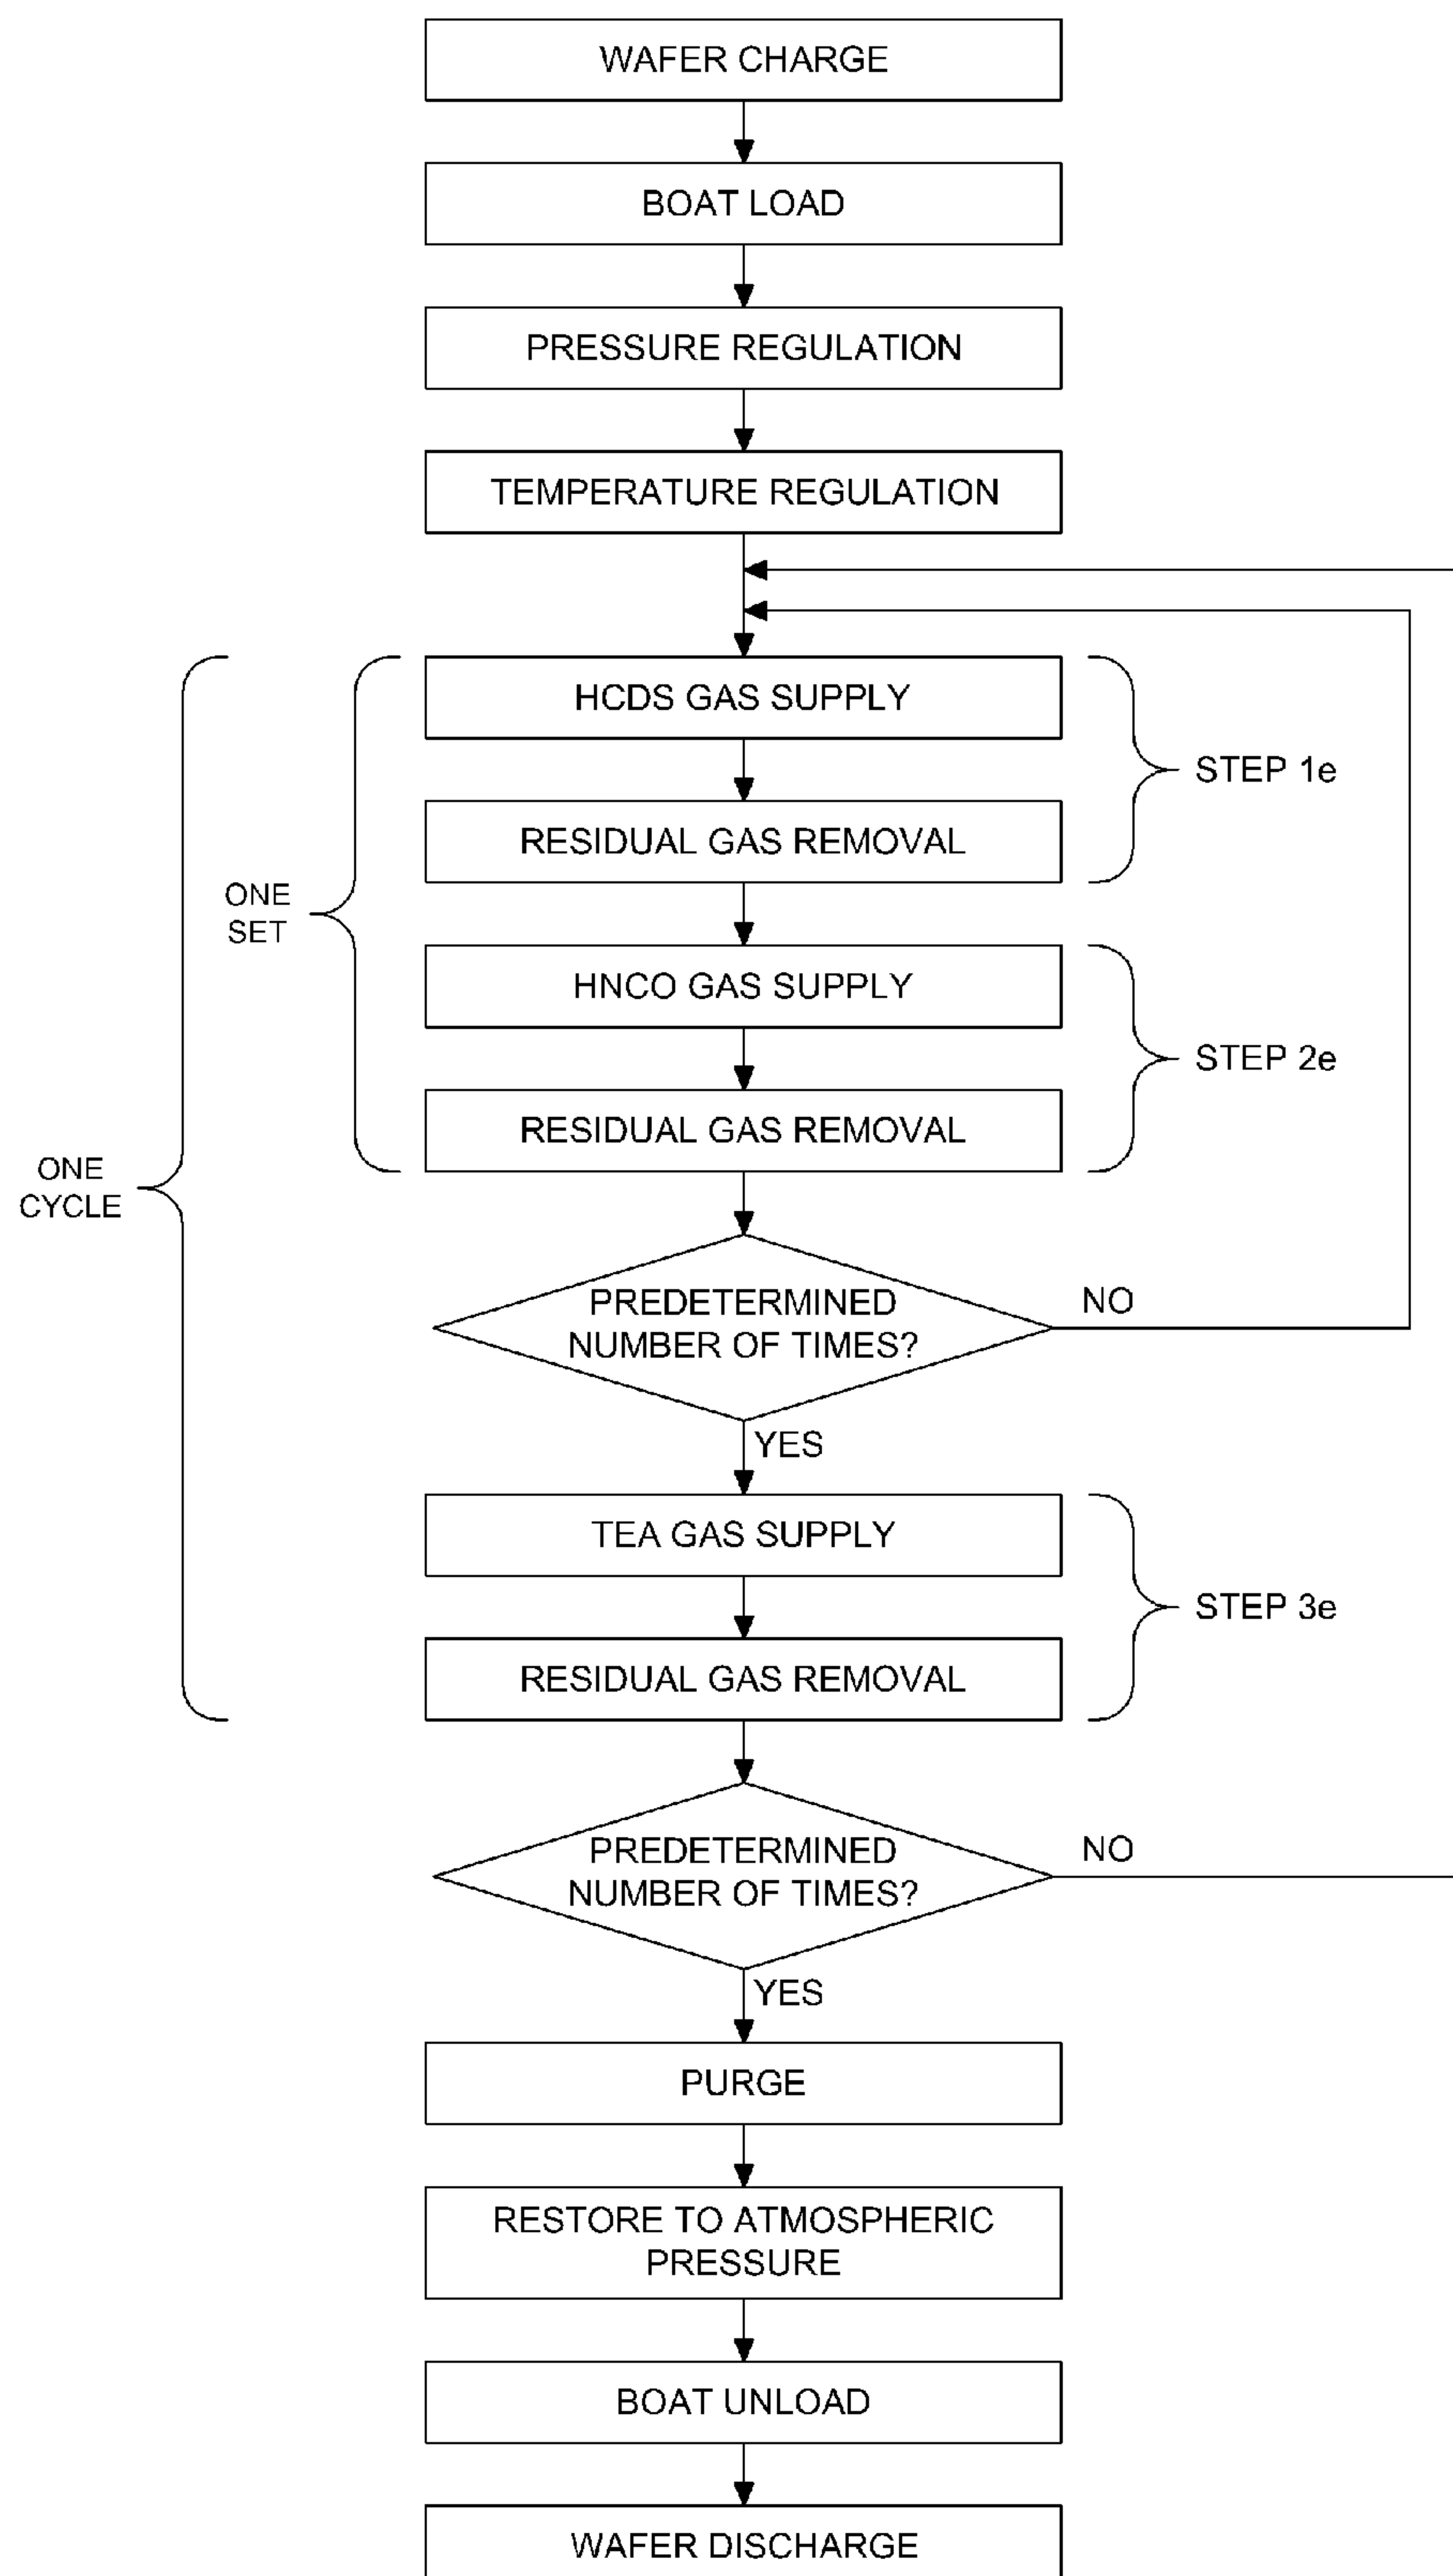 WAFER CHARGE
BOAT LOAD
PRESSURE REGULATION
TEMPERATURE REGULATION
HCDS GAS SUPPLY
STEP 1e
RESIDUAL GAS REMOVAL
ONE
SET
HNCO GAS SUPPLY
STEP 2e
RESIDUAL GAS REMOVAL
ONE
CYCLE
PREDETERMINED
NUMBER OF TIMES?
NO
YES
TEA GAS SUPPLY
STEP 3e
RESIDUAL GAS REMOVAL
PREDETERMINED
NUMBER OF TIMES?
NO
YES
PURGE
RESTORE TO ATMOSPHERIC
PRESSURE
BOAT UNLOAD
WAFER DISCHARGE